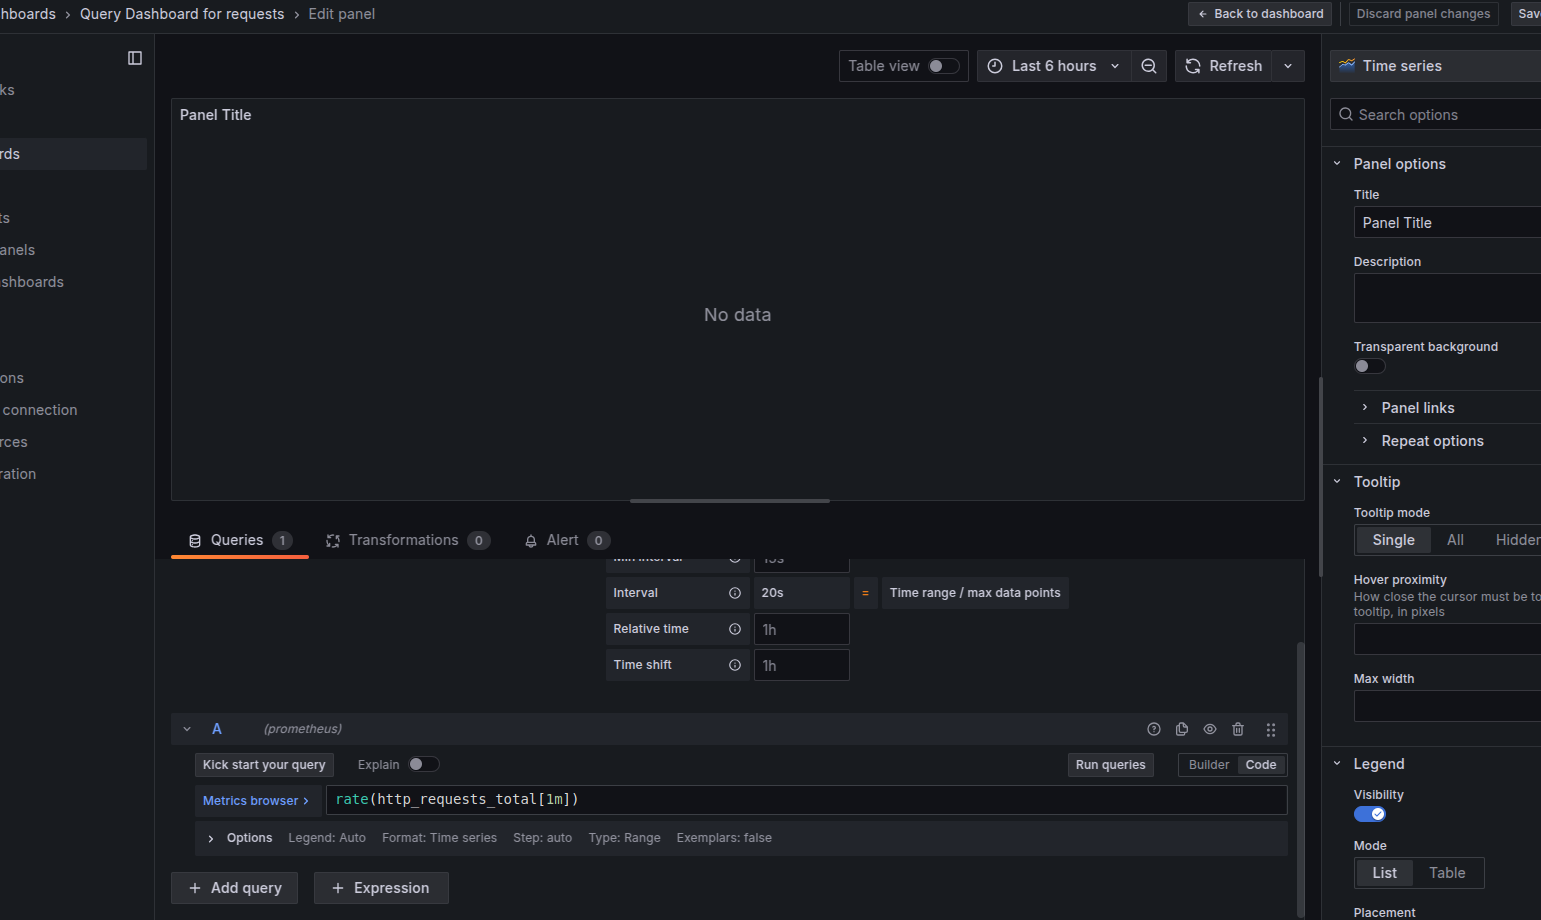 hboards › Query Dashboard for requests › Edit panel
Back to dashboard
Discard panel changes
Sav
ks
rds
ts
anels
shboards
ons
connection
rces
ration
Table view
Last 6 hours
Refresh
Panel Title
No data
Queries 1
Transformations 0
Alert 0
Min interval 15s
Interval 20s = Time range / max data points
Relative time 1h
Time shift 1h
A (prometheus)
Kick start your query
Explain
Run queries
Builder Code
Metrics browser ›
rate(http_requests_total[1m])
Options Legend: Auto Format: Time series Step: auto Type: Range Exemplars: false
+ Add query
+ Expression
Time series
Search options
Panel options
Title
Panel Title
Description
Transparent background
Panel links
Repeat options
Tooltip
Tooltip mode
Single All Hidden
Hover proximity
How close the cursor must be to
tooltip, in pixels
Max width
Legend
Visibility
Mode
List Table
Placement